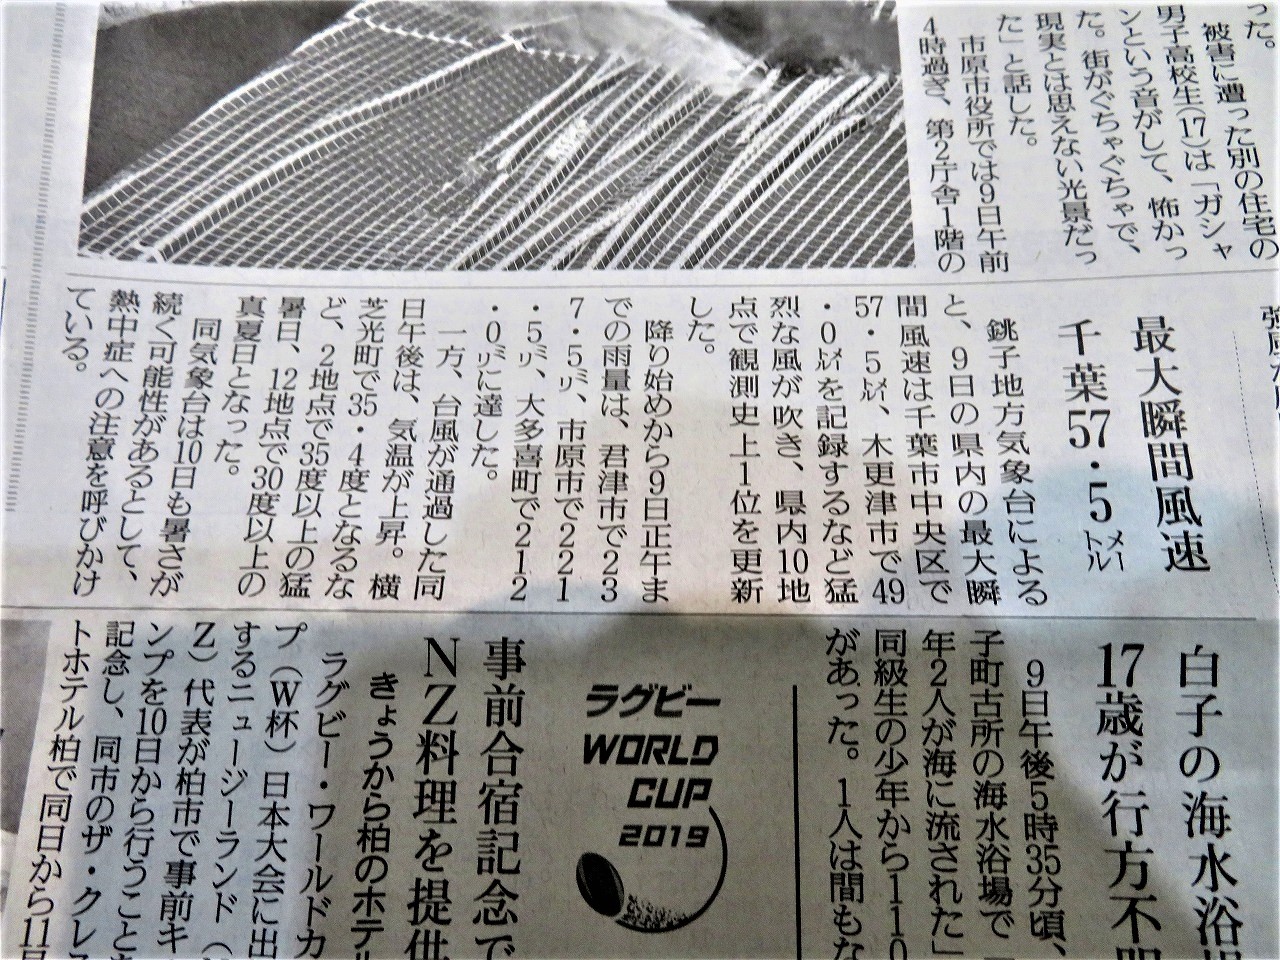 った。
被害に遭った別の住宅の
男子高校生(17)は「ガシャ
ンという音がして、怖かっ
た。街がぐちゃぐちゃで、
現実とは思えない光景だっ
た」と話した。
市原市役所では9日午前
4時過ぎ、第2庁舎1階の
最大瞬間風速
千葉57・5メートル
銚子地方気象台による
と、9日の県内の最大瞬
間風速は千葉市中央区で
57・5㍍、木更津市で49
・0㍍を記録するなど猛
烈な風が吹き、県内10地
点で観測史上1位を更新
した。
降り始めから9日正午ま
での雨量は、君津市で23
7・5㍉、市原市で221
・5㍉、大多喜町で212
・0㍉に達した。
一方、台風が通過した同
日午後は、気温が上昇。横
芝光町で35・4度となるな
ど、2地点で35度以上の猛
暑日、12地点で30度以上の
真夏日となった。
同気象台は10日も暑さが
続く可能性があるとして、
熱中症への注意を呼びかけ
ている。
白子の海水浴場
17歳が行方不明
9日午後5時35分頃、
子町古所の海水浴場で「
年2人が海に流された」
同級生の少年から110
があった。1人は間もな
ラグビー
WORLD
CUP
2019
事前合宿記念で
NZ料理を提供
きょうから柏のホテル
ラグビー・ワールドカ
プ(W杯)日本大会に出
するニュージーランド(
Z)代表が柏市で事前キ
ンプを10日から行うこと
記念し、同市のザ・クレ
トホテル柏で同日から11